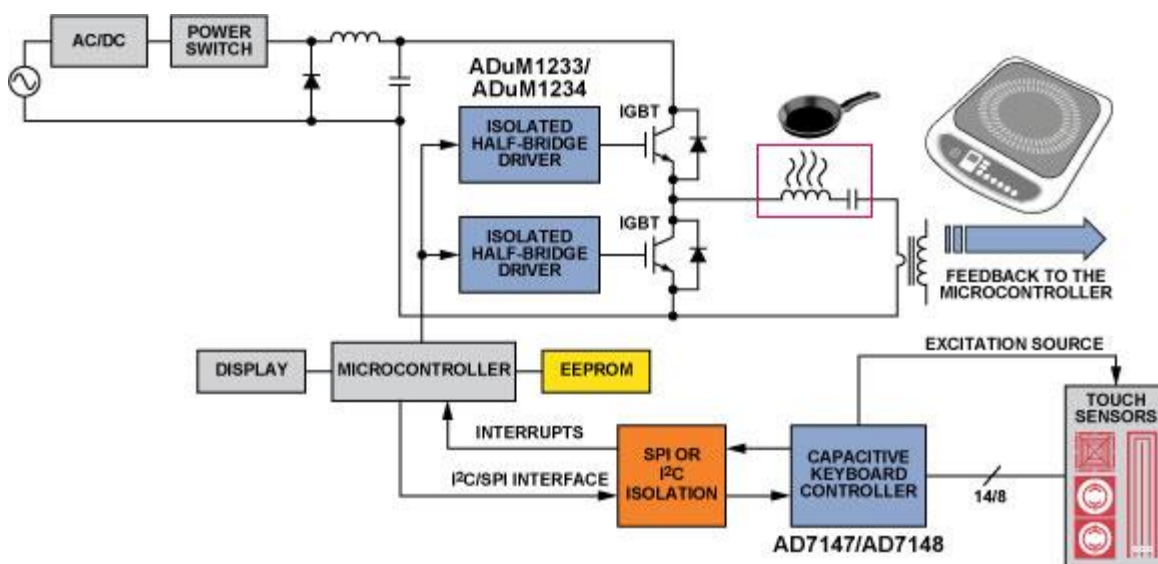 AC/DC
POWER
SWITCH
ADuM1233/
ADuM1234
ISOLATED
HALF-BRIDGE
DRIVER
IGBT
ISOLATED
HALF-BRIDGE
DRIVER
IGBT
FEEDBACK TO THE
MICROCONTROLLER
DISPLAY
MICROCONTROLLER
EEPROM
EXCITATION SOURCE
INTERRUPTS
I²C/SPI INTERFACE
SPI OR
I²C
ISOLATION
CAPACITIVE
KEYBOARD
CONTROLLER
AD7147/AD7148
14/8
TOUCH
SENSORS